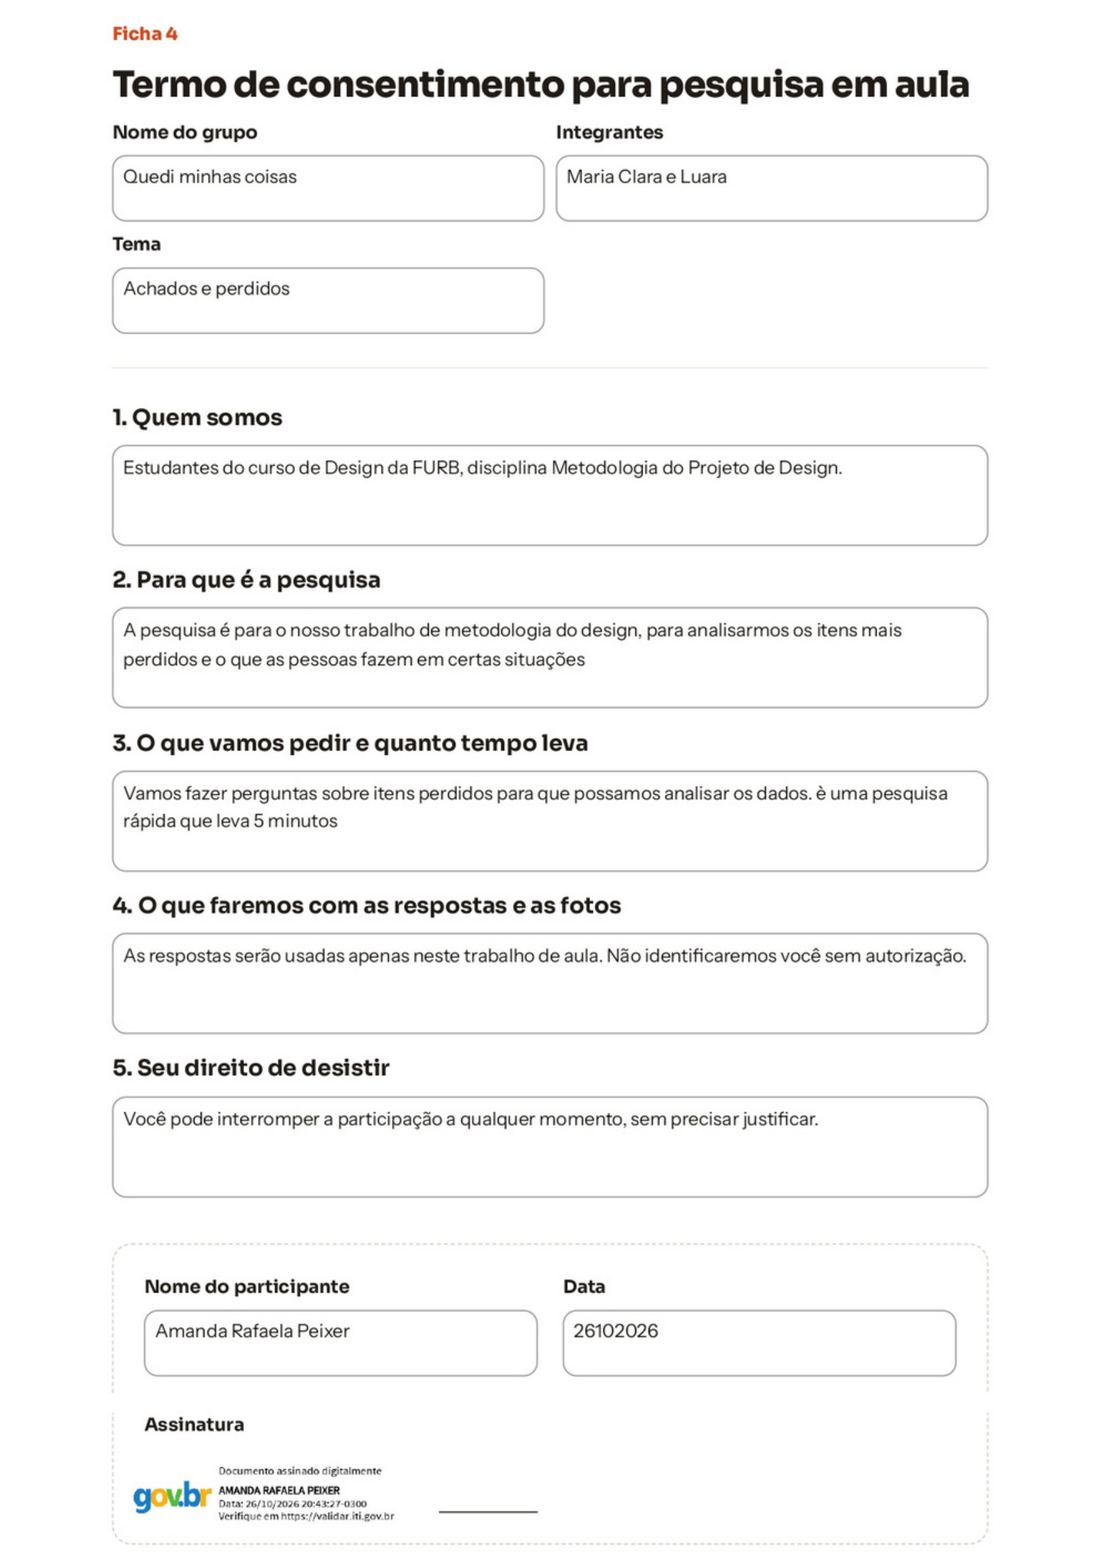 Ficha 4
Termo de consentimento para pesquisa em aula
Nome do grupo
Quedi minhas coisas
Integrantes
Maria Clara e Luara
Tema
Achados e perdidos
1. Quem somos
Estudantes do curso de Design da FURB, disciplina Metodologia do Projeto de Design.
2. Para que é a pesquisa
A pesquisa é para o nosso trabalho de metodologia do design, para analisarmos os itens mais
perdidos e o que as pessoas fazem em certas situações
3. O que vamos pedir e quanto tempo leva
Vamos fazer perguntas sobre itens perdidos para que possamos analisar os dados. è uma pesquisa
rápida que leva 5 minutos
4. O que faremos com as respostas e as fotos
As respostas serão usadas apenas neste trabalho de aula. Não identificaremos você sem autorização.
5. Seu direito de desistir
Você pode interromper a participação a qualquer momento, sem precisar justificar.
Nome do participante
Amanda Rafaela Peixer
Data
26102026
Assinatura
gov.br
Documento assinado digitalmente
AMANDA RAFAELA PEIXER
Data: 26/10/2026 20:43:27-0300
Verifique em https://validar.iti.gov.br